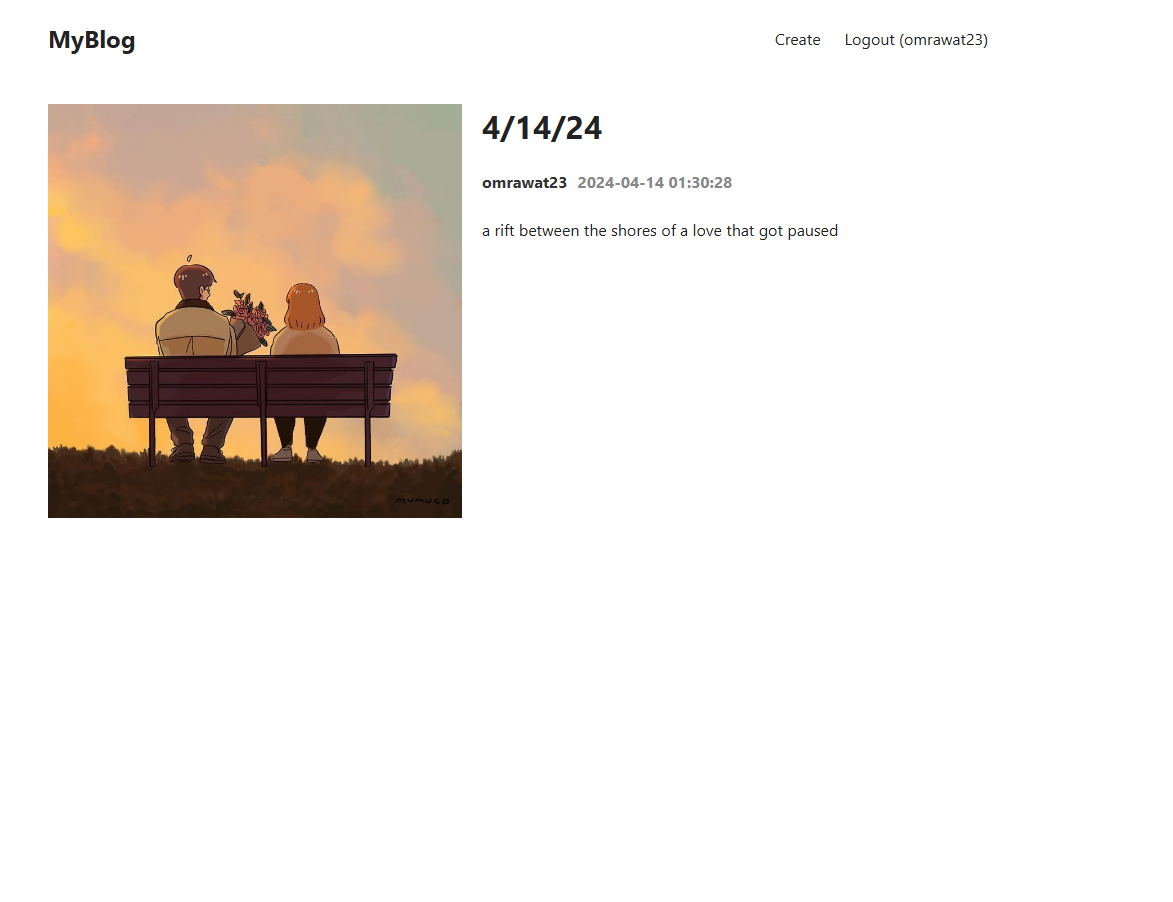 MyBlog
Create Logout (omrawat23)
4/14/24
omrawat23 2024-04-14 01:30:28
a rift between the shores of a love that got paused
MUMUCO